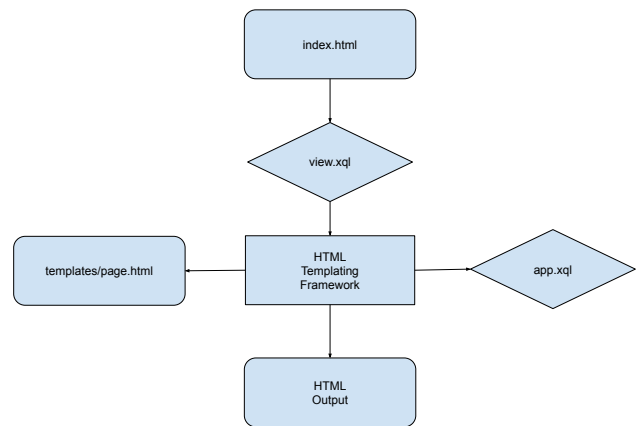 index.html
view.xql
templates/page.html
HTML
Templating
Framework
app.xql
HTML
Output